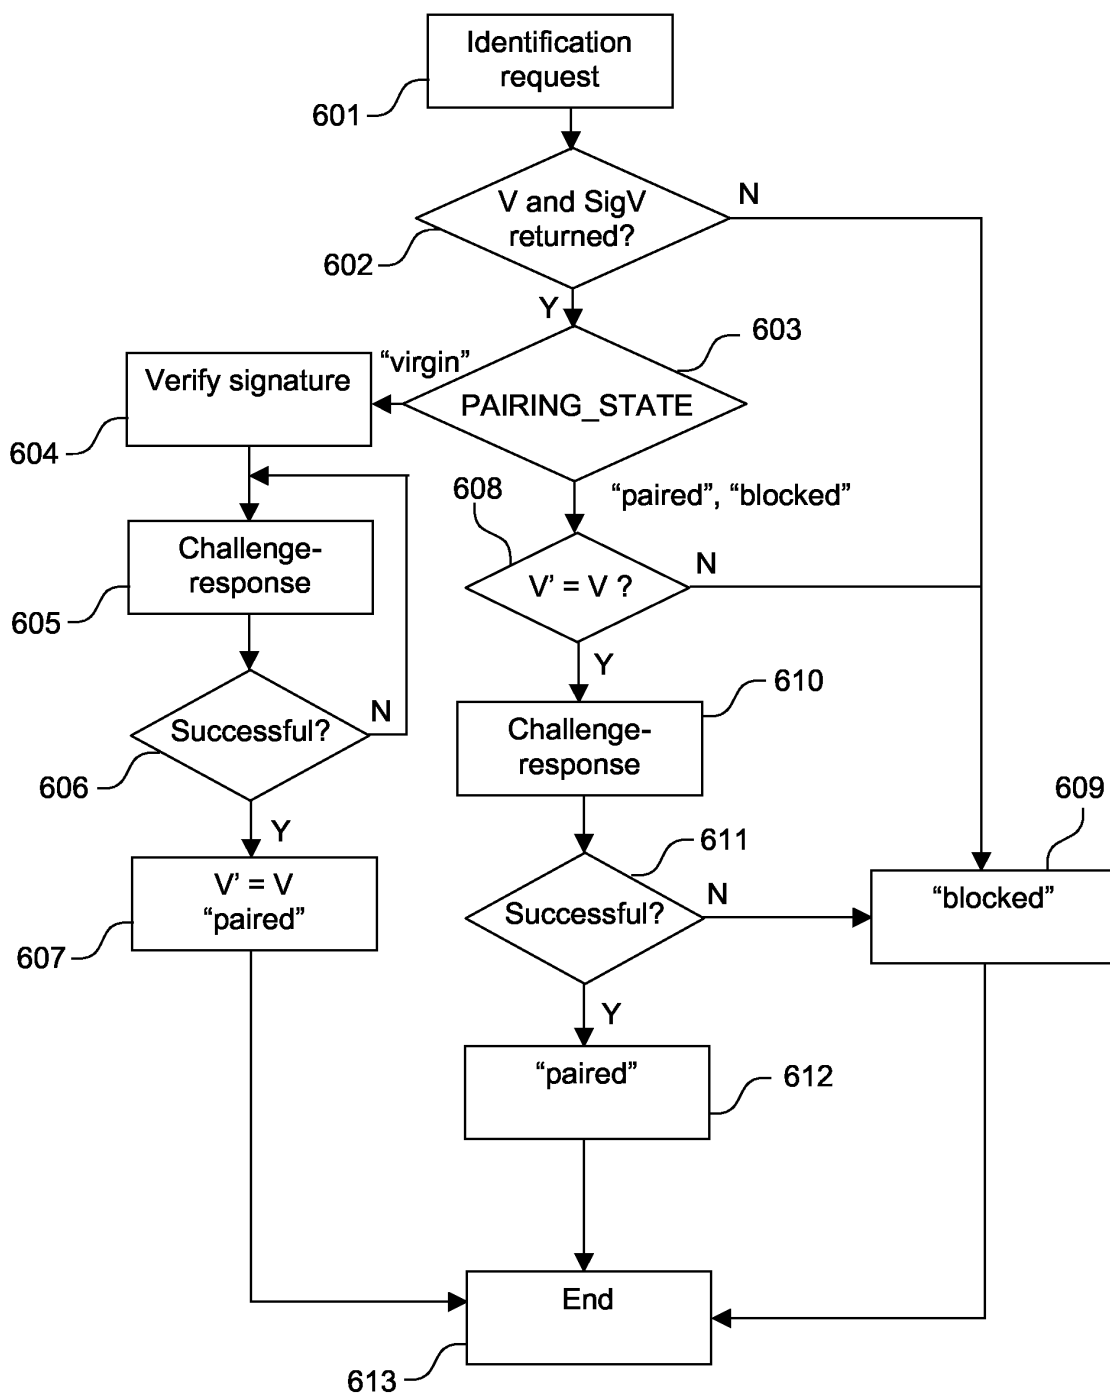 Identification
request
601
V and SigV
returned?
N
602
Y
603
“virgin”
Verify signature
PAIRING_STATE
604
“paired”, “blocked”
608
Challenge-
response
V’ = V ?
N
605
Y
610
Successful?
N
Challenge-
response
606
Y
609
611
V’ = V
“paired”
Successful?
N
“blocked”
607
Y
“paired”
612
End
613